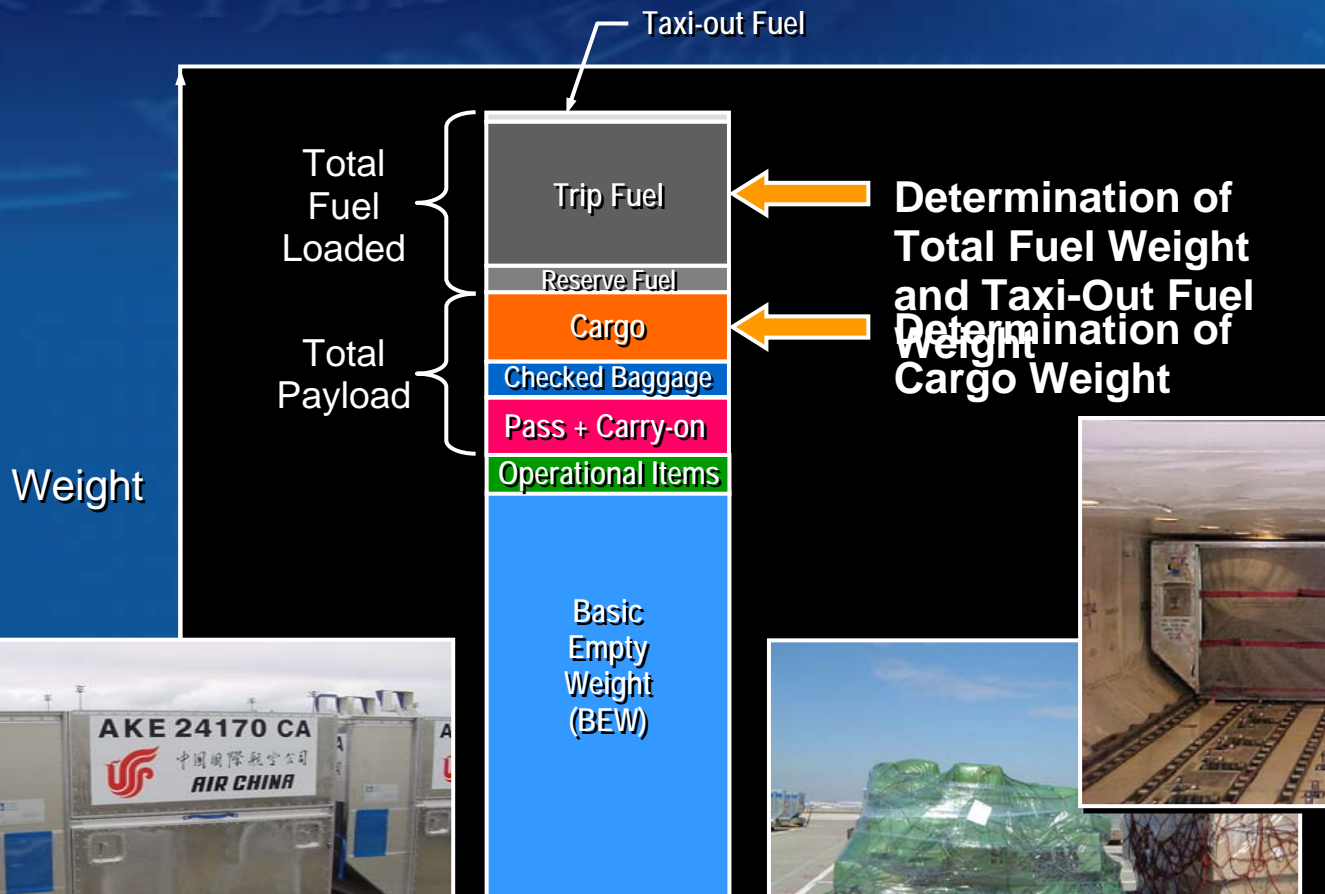 Taxi-out Fuel
Total
Fuel
Loaded
Trip Fuel
Reserve Fuel
Determination of
Total Fuel Weight
and Taxi-Out Fuel
Weight
Total
Payload
Cargo
Checked Baggage
Pass + Carry-on
Determination of
Cargo Weight
Operational Items
Weight
Basic
Empty
Weight
(BEW)
AKE 24170 CA
中国国際航空公司
AIR CHINA